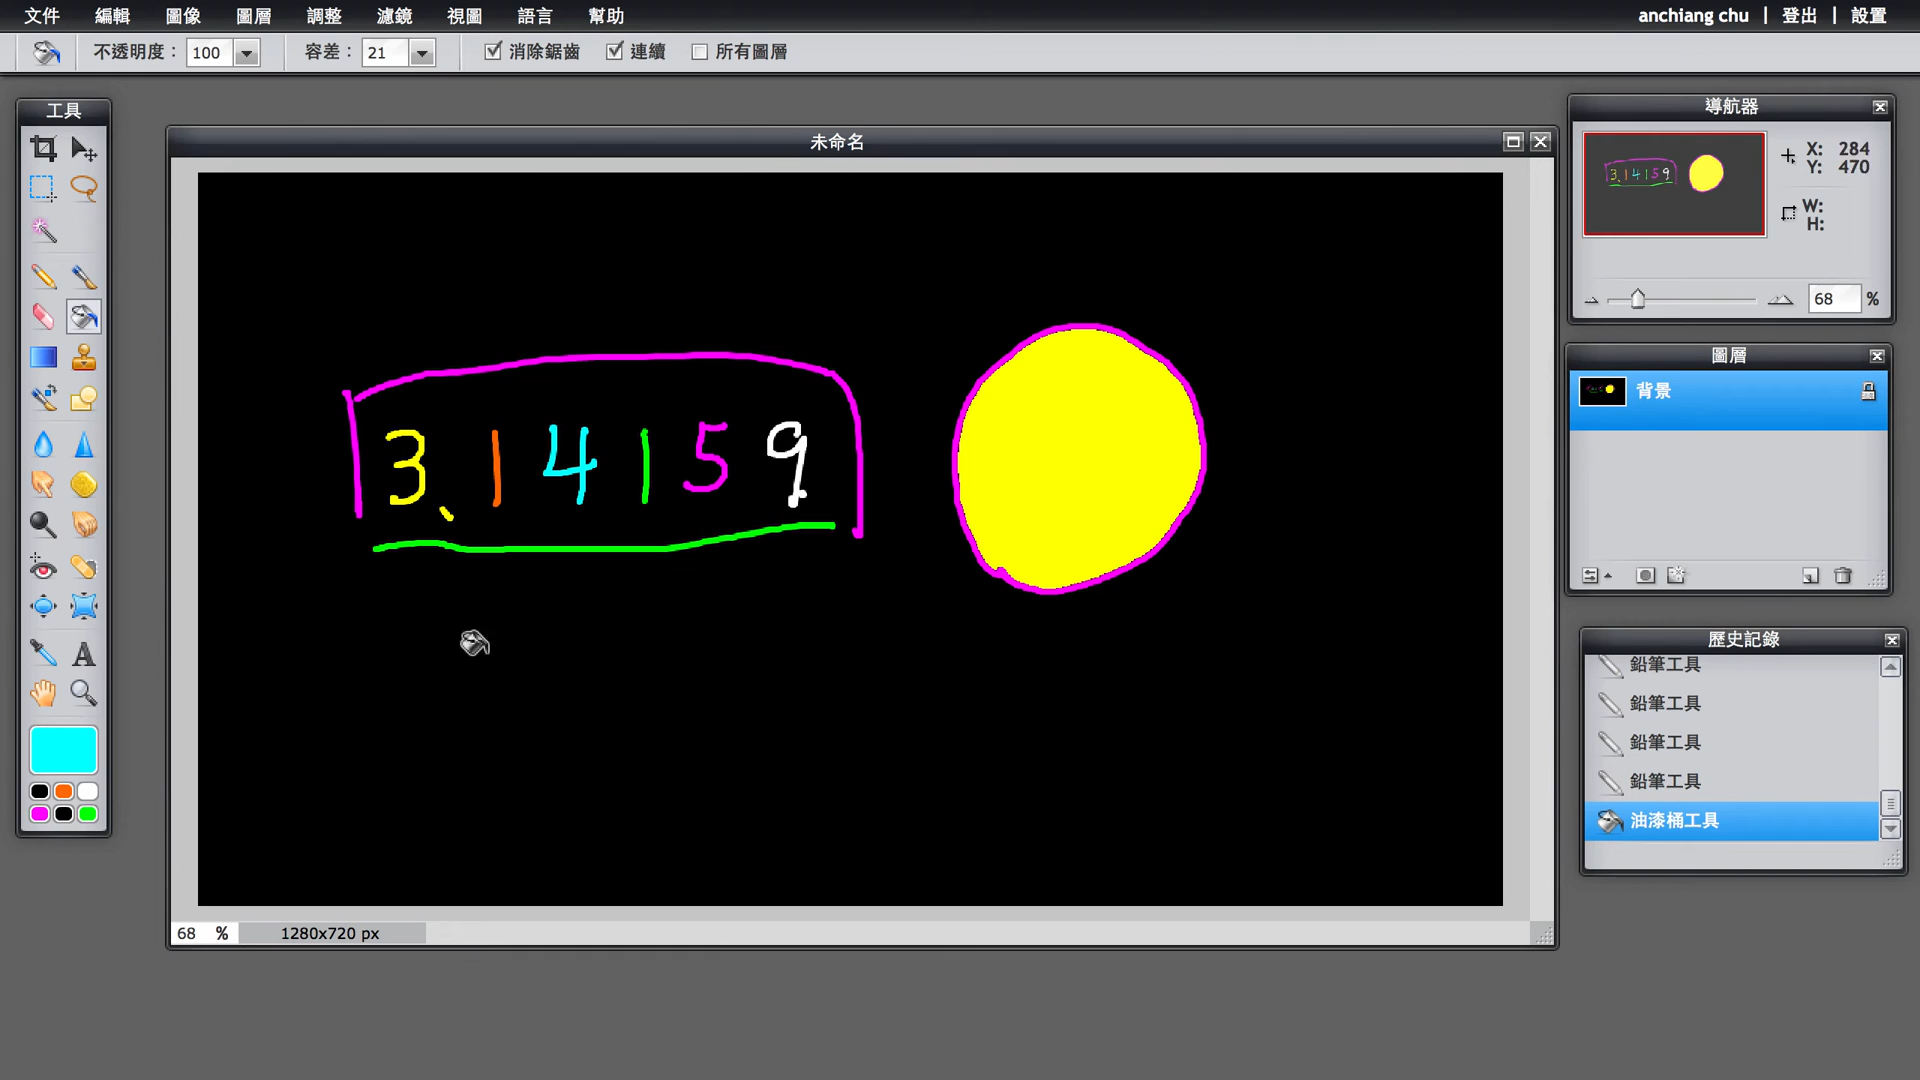 文件 編輯 圖像 圖層 調整 濾鏡 視圖 語言 幫助 anchiang chu | 登出 | 設置
不透明度： 100 容差： 21 消除鋸齒 連續 所有圖層
工具
未命名
3.14159
68 % 1280x720 px
導航器
3.14159
X: 284
Y: 470
W:
H:
68 %
圖層
背景
歷史記錄
鉛筆工具
鉛筆工具
鉛筆工具
鉛筆工具
油漆桶工具